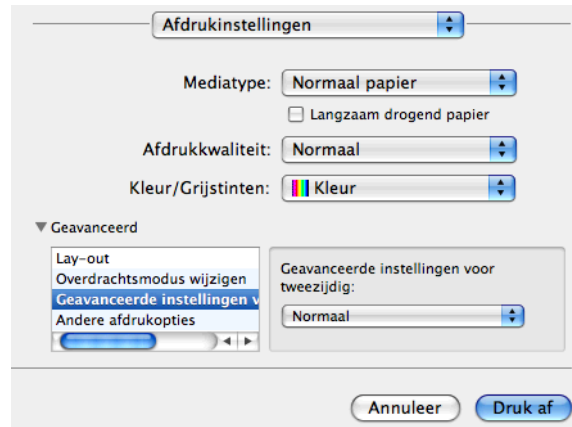 Afdrukinstellingen
Mediatype: Normaal papier
Langzaam drogend papier
Afdrukkwaliteit: Normaal
Kleur/Grijstinten: Kleur
Geavanceerd
Lay-out
Overdrachtsmodus wijzigen
Geavanceerde instellingen v
Andere afdrukopties
Geavanceerde instellingen voor
tweezijdig:
Normaal
Annuleer Druk af